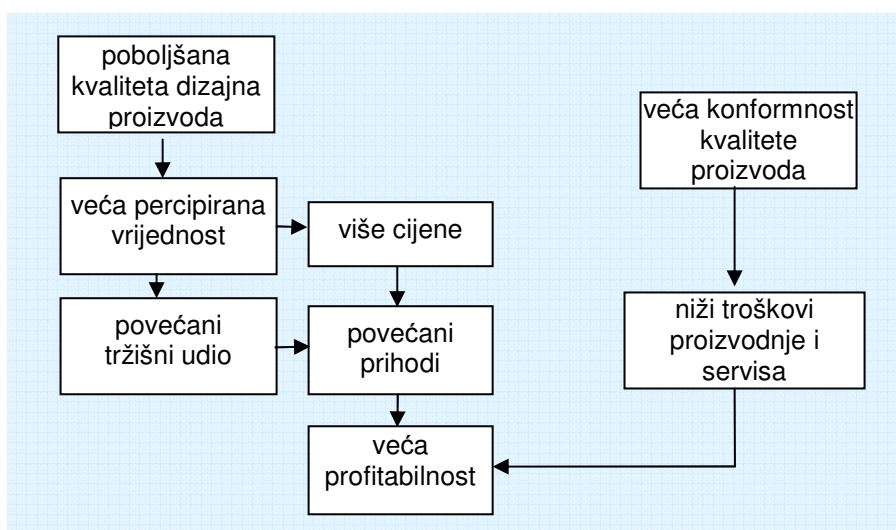 poboljšana
kvaliteta dizajna
proizvoda
veća konformnost
kvalitete
proizvoda
veća percipirana
vrijednost
više cijene
povećani
tržišni udio
povećani
prihodi
niži troškovi
proizvodnje i
servisa
veća
profitabilnost